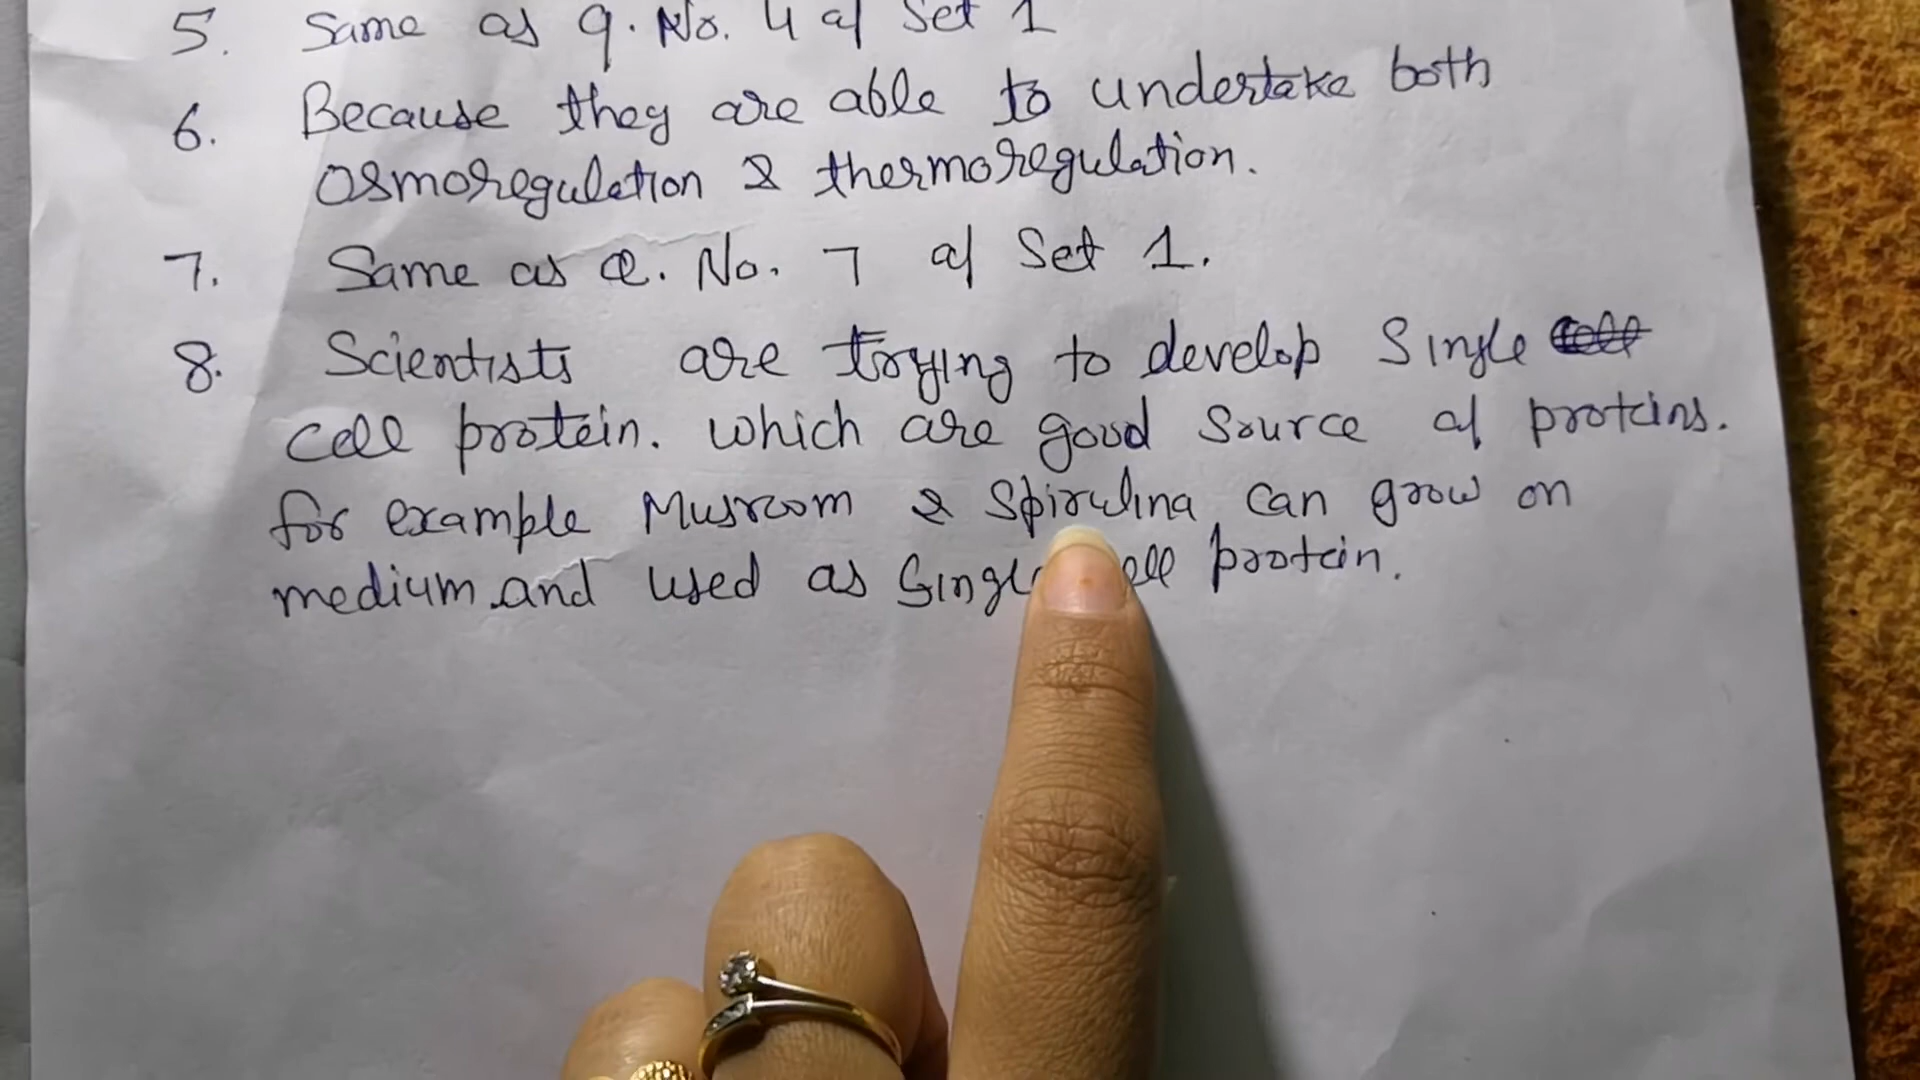 5. Same as q. No. 4 of Set 1
6. Because they are able to undertake both
osmoregulation & thermoregulation.
7. Same as Q. No. 7 of Set 1.
8. Scientists are trying to develop Single
cell protein. which are good source of proteins.
for example Musroom & Spirulina can grow on
medium and used as Single cell protein.